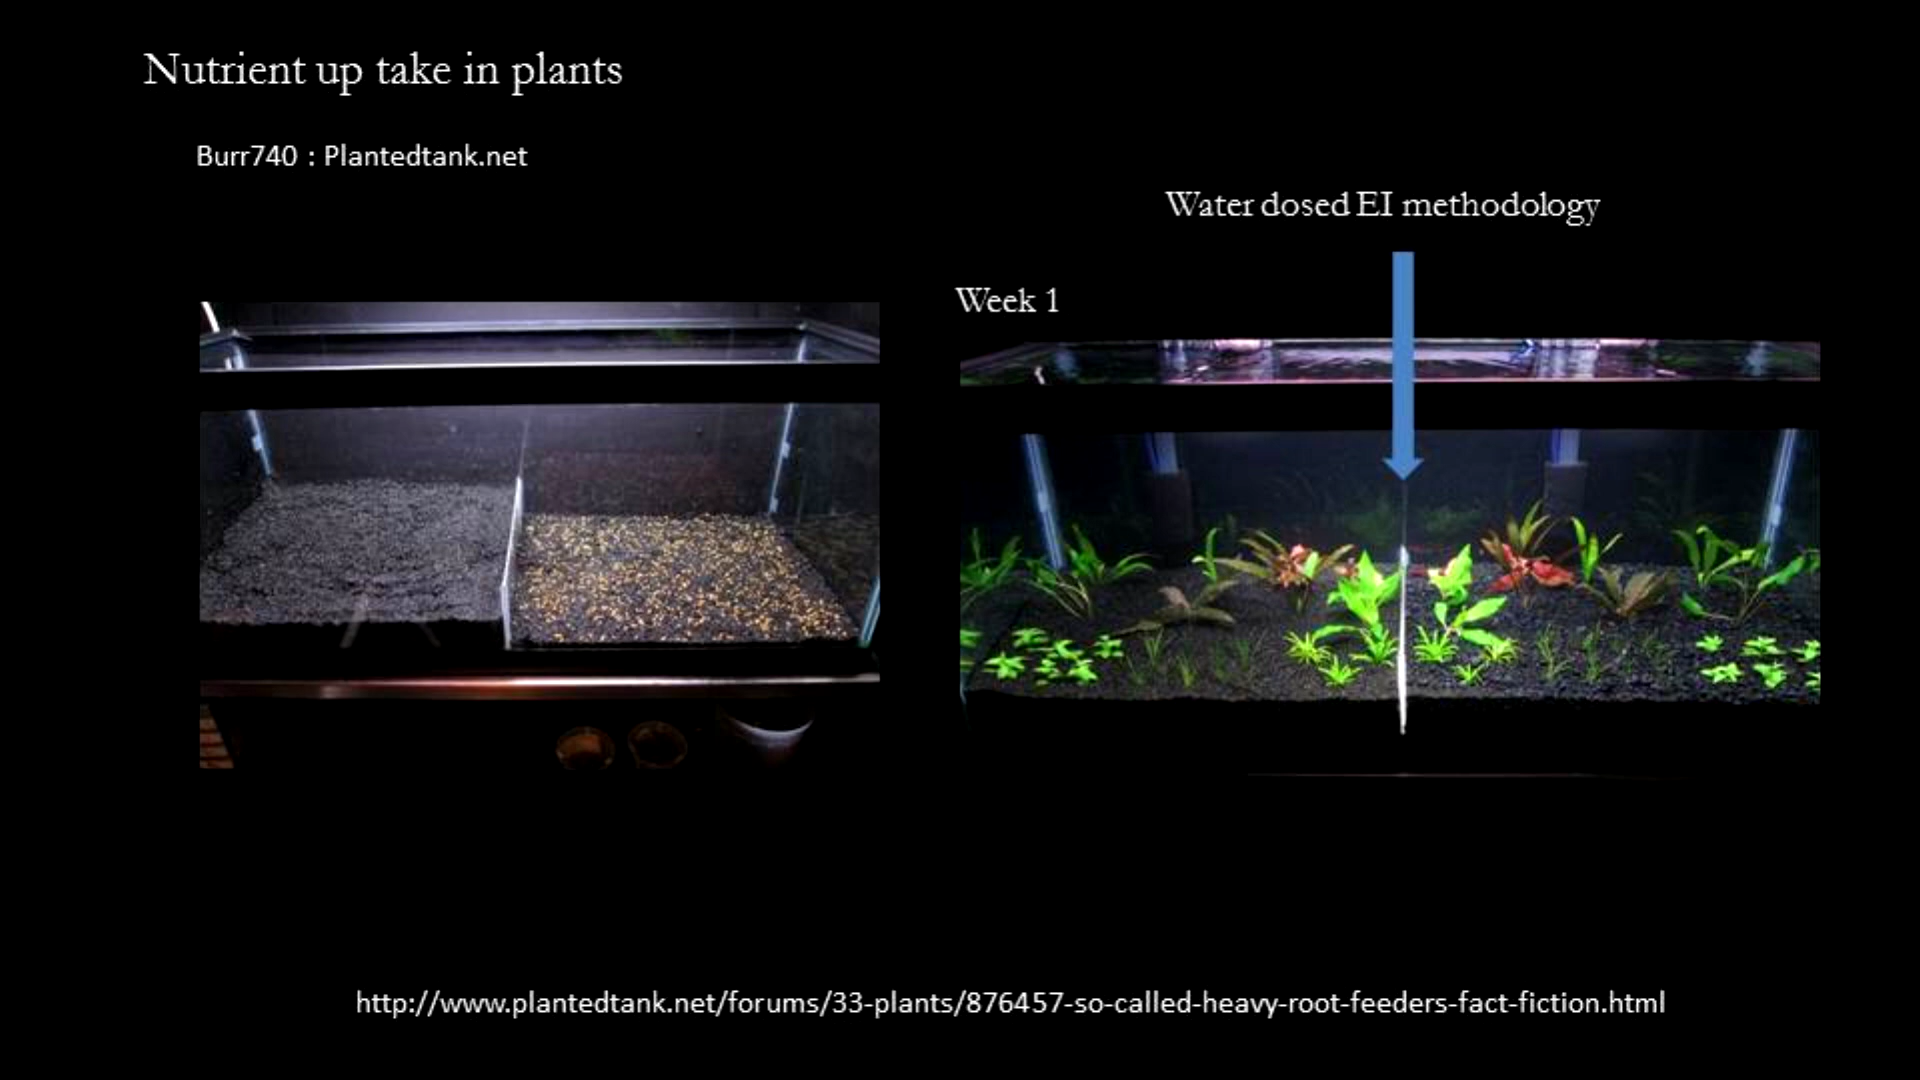 Nutrient up take in plants
Burr740 : Plantedtank.net
Water dosed EI methodology
Week 1
http://www.plantedtank.net/forums/33-plants/876457-so-called-heavy-root-feeders-fact-fiction.html